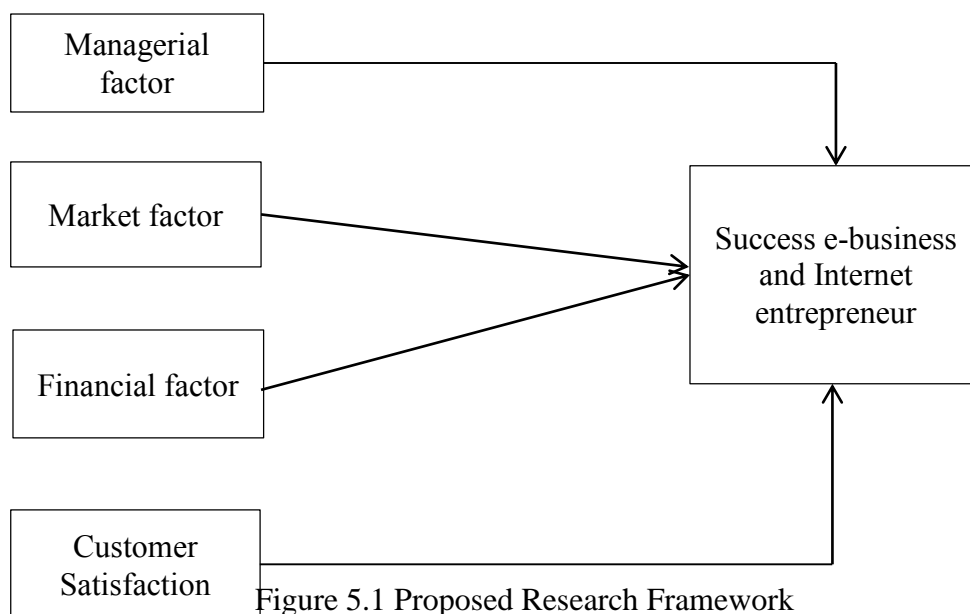 Managerial
factor
Market factor
Success e-business
and Internet
entrepreneur
Financial factor
Customer
Satisfaction
Figure 5.1 Proposed Research Framework